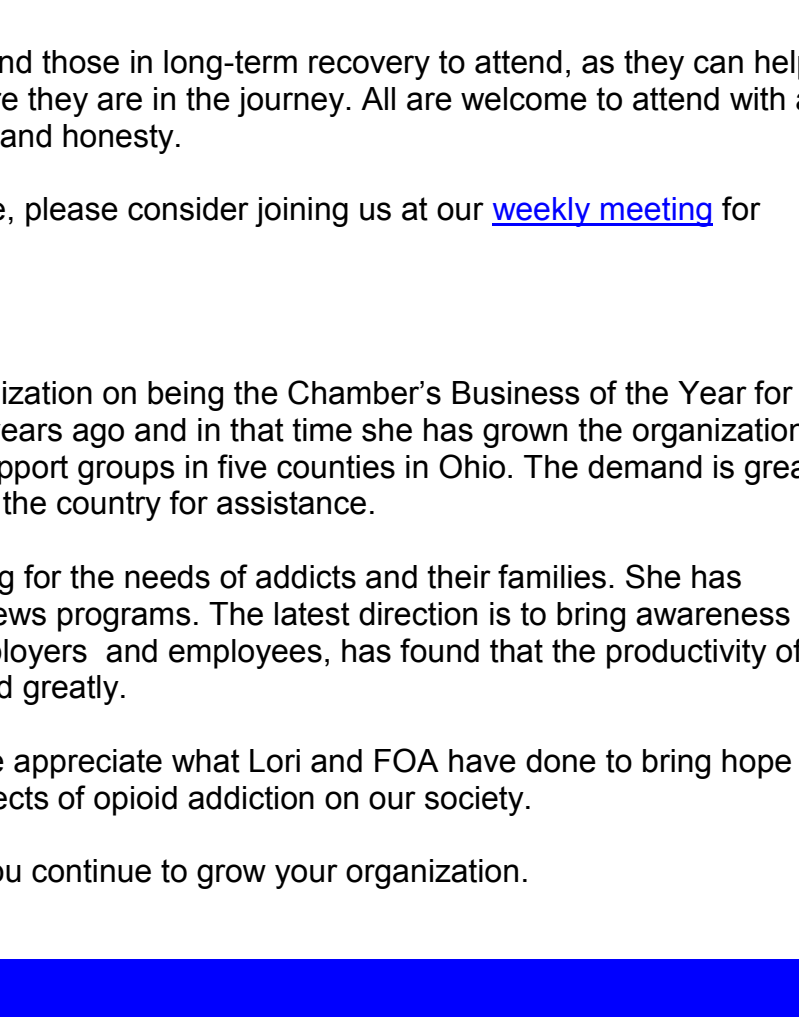 nd those in long-term recovery to attend, as they can hel
e they are in the journey. All are welcome to attend with
and honesty.
e, please consider joining us at our weekly meeting for
ization on being the Chamber’s Business of the Year for
ears ago and in that time she has grown the organization
pport groups in five counties in Ohio. The demand is grea
the country for assistance.
g for the needs of addicts and their families. She has
ews programs. The latest direction is to bring awareness
loyers  and employees, has found that the productivity of
d greatly.
e appreciate what Lori and FOA have done to bring hope
ects of opioid addiction on our society.
ou continue to grow your organization.